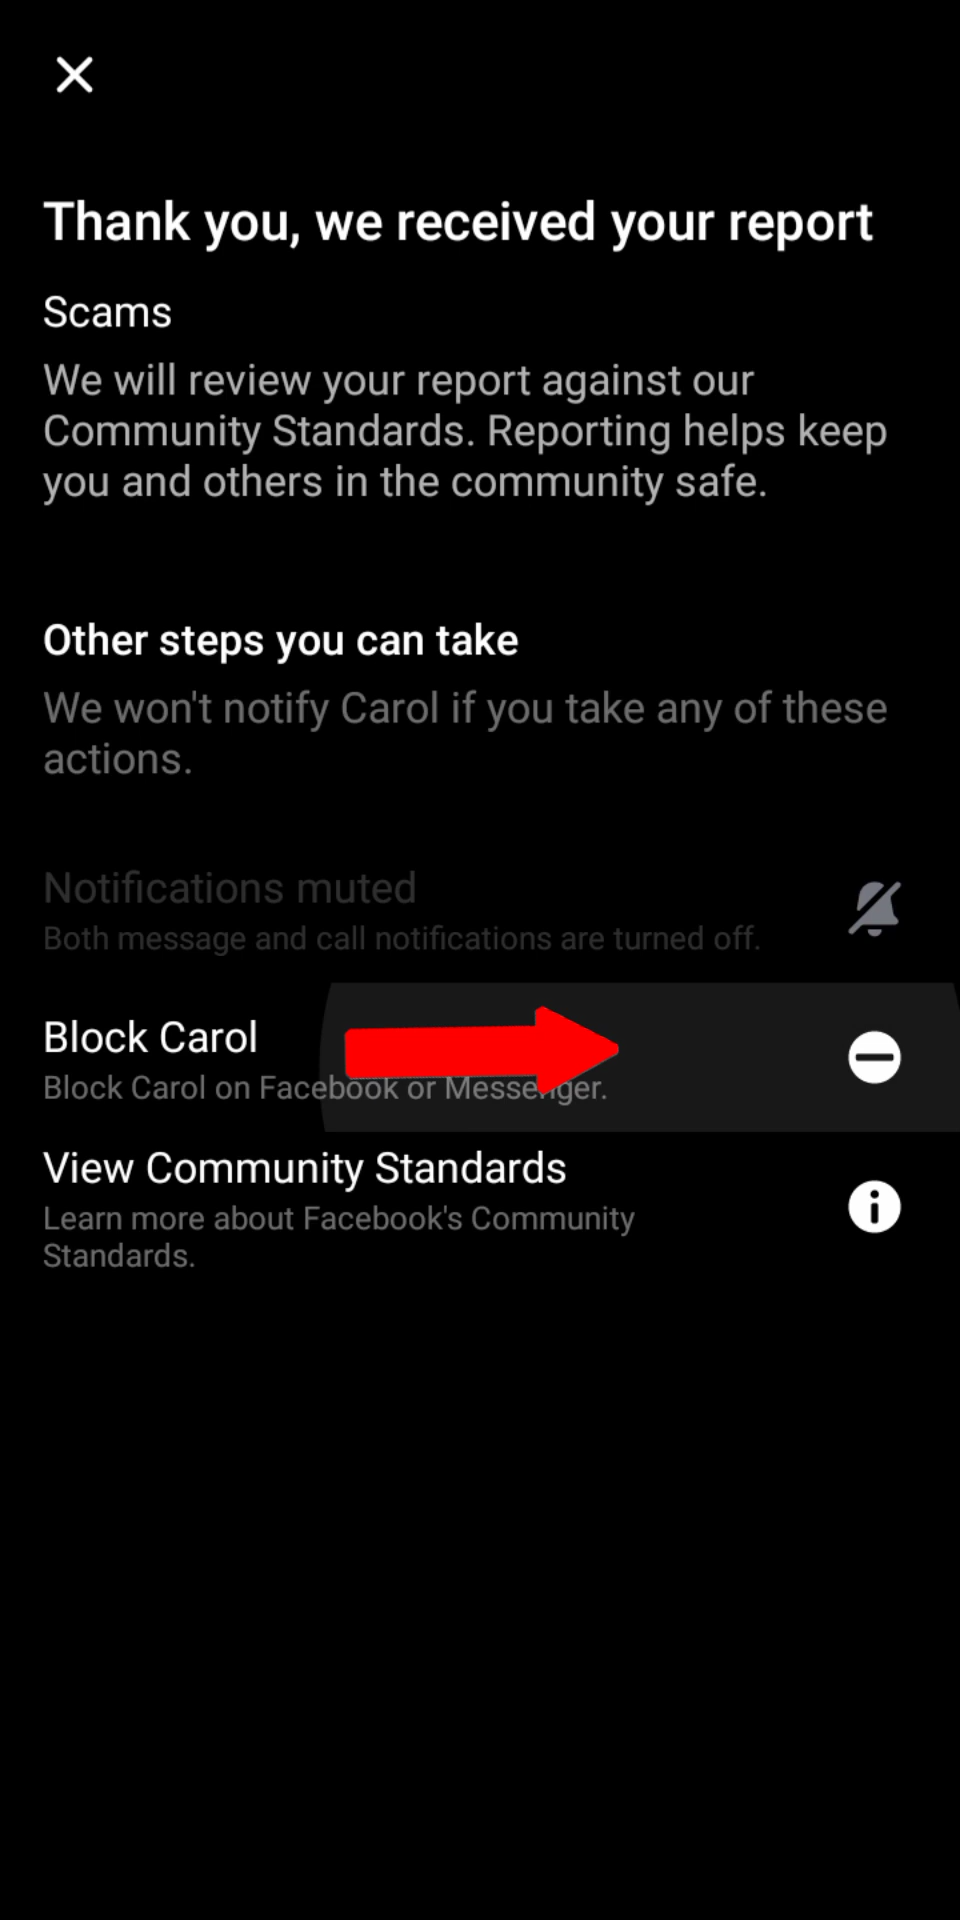 Thank you, we received your report
Scams
We will review your report against our
Community Standards. Reporting helps keep
you and others in the community safe.
Other steps you can take
We won't notify Carol if you take any of these
actions.
Notifications muted
Both message and call notifications are turned off.
Block Carol
Block Carol on Facebook or Messenger.
View Community Standards
Learn more about Facebook's Community
Standards.